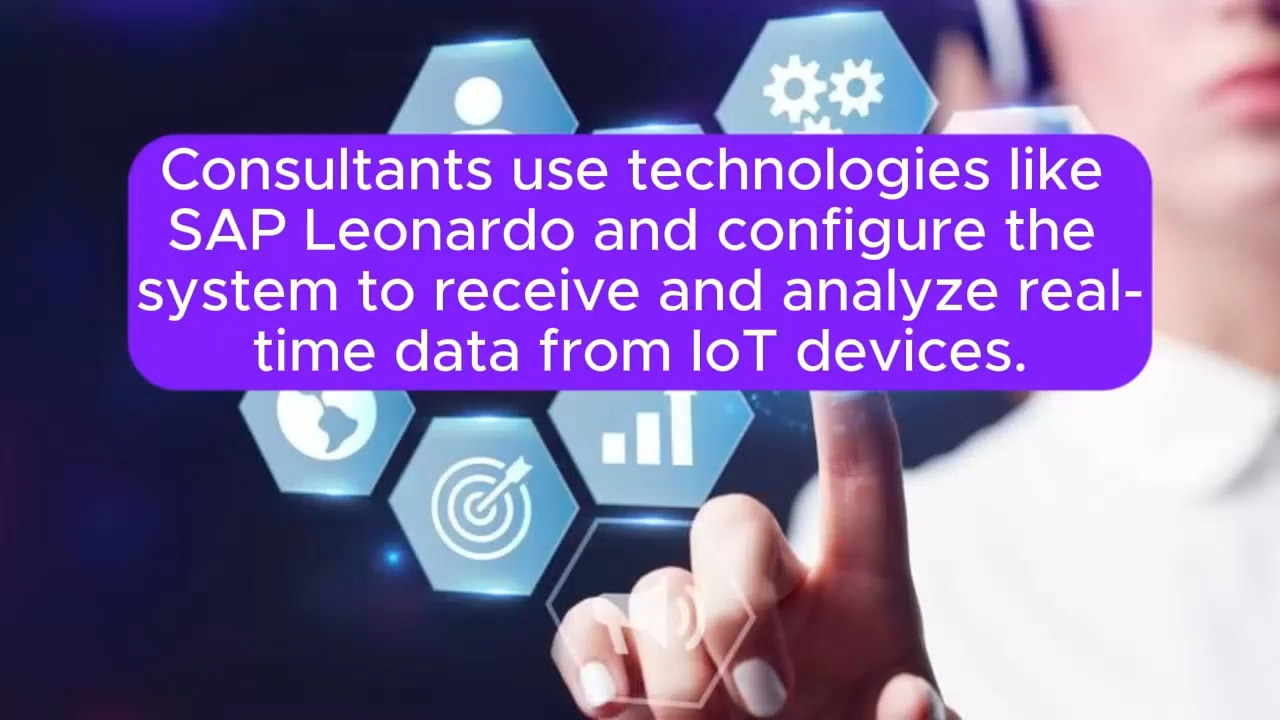 Consultants use technologies like
SAP Leonardo and configure the
system to receive and analyze real-
time data from IoT devices.